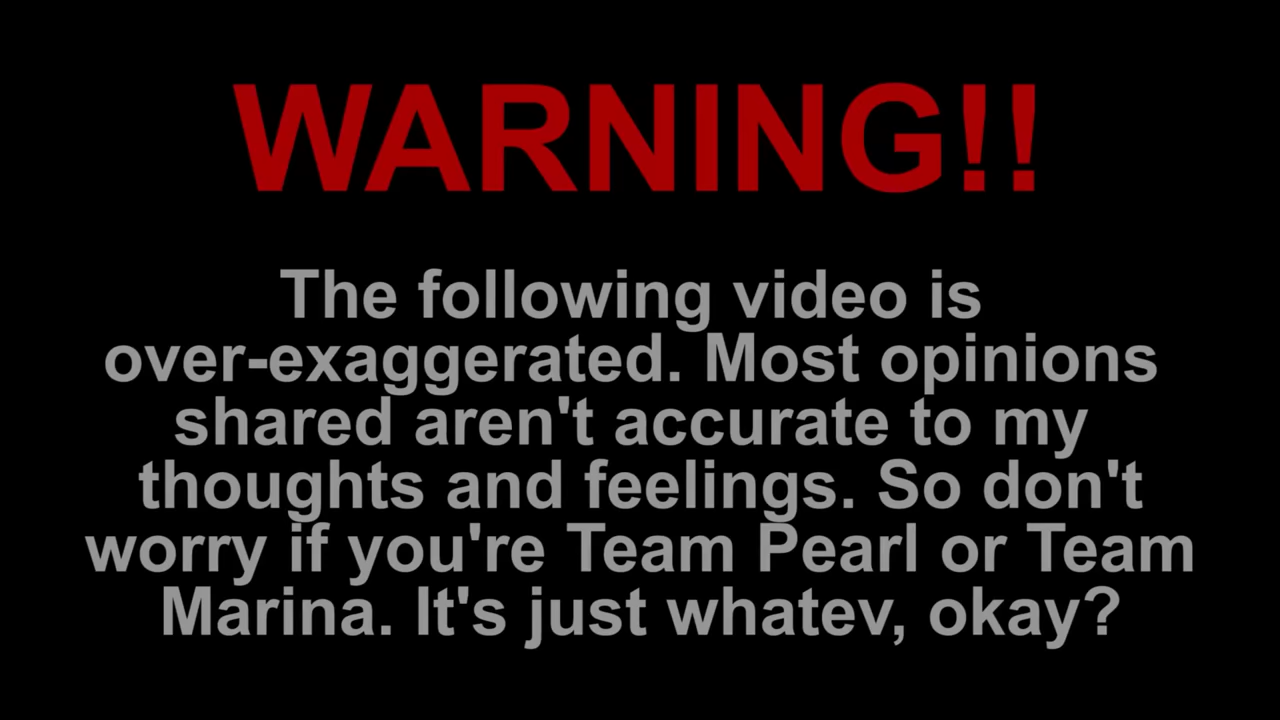 WARNING!!
The following video is
over-exaggerated. Most opinions
shared aren't accurate to my
thoughts and feelings. So don't
worry if you're Team Pearl or Team
Marina. It's just whatev, okay?